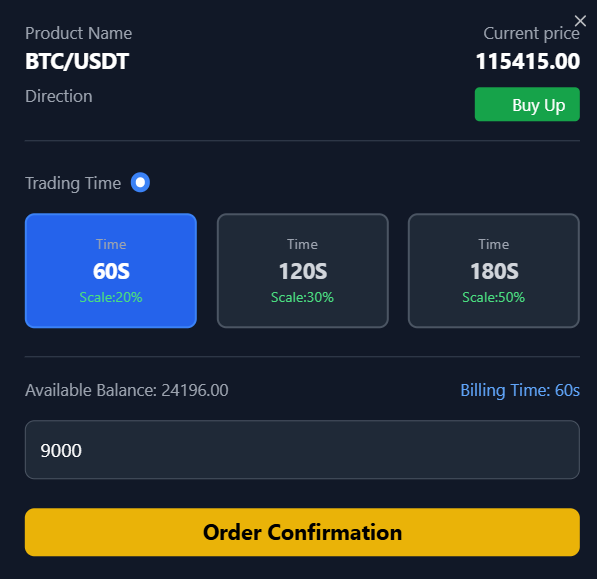 Product Name
Current price
BTC/USDT
115415.00
Direction
Buy Up
Trading Time
Time
60S
Scale:20%
Time
120S
Scale:30%
Time
180S
Scale:50%
Available Balance: 24196.00
Billing Time: 60s
9000
Order Confirmation